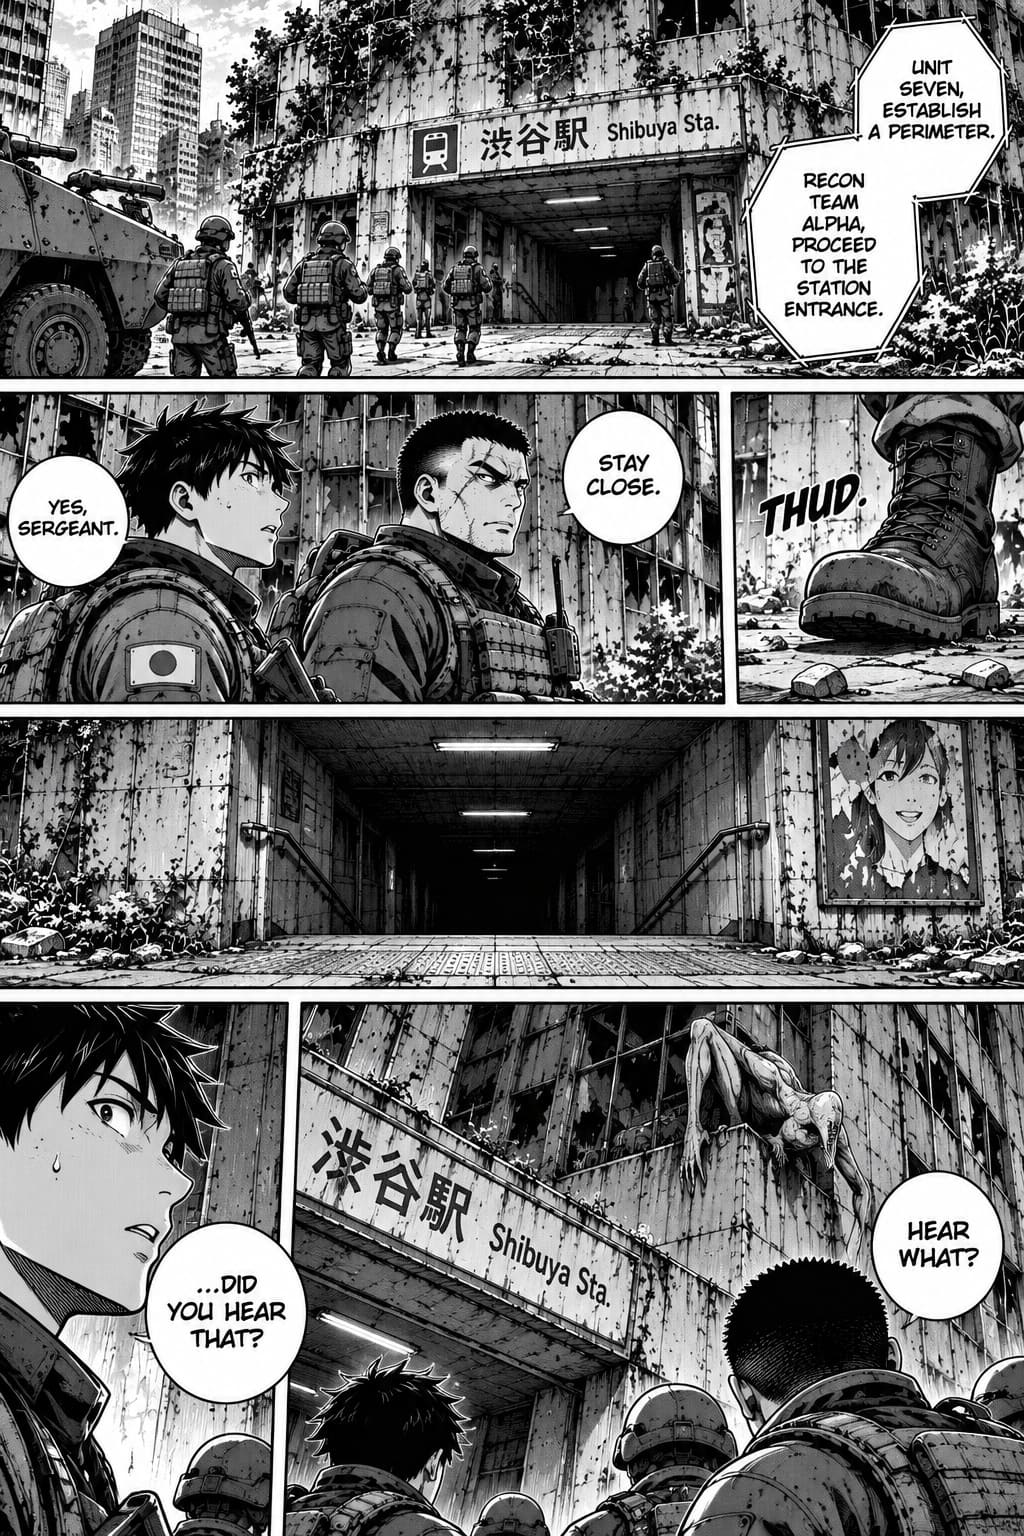 UNIT
SEVEN,
ESTABLISH
A PERIMETER.
RECON
TEAM
ALPHA,
PROCEED
TO THE
STATION
ENTRANCE.
渋谷駅 Shibuya Sta.
YES,
SERGEANT.
STAY
CLOSE.
THUD.
...DID
YOU HEAR
THAT?
渋谷駅 Shibuya Sta.
HEAR
WHAT?